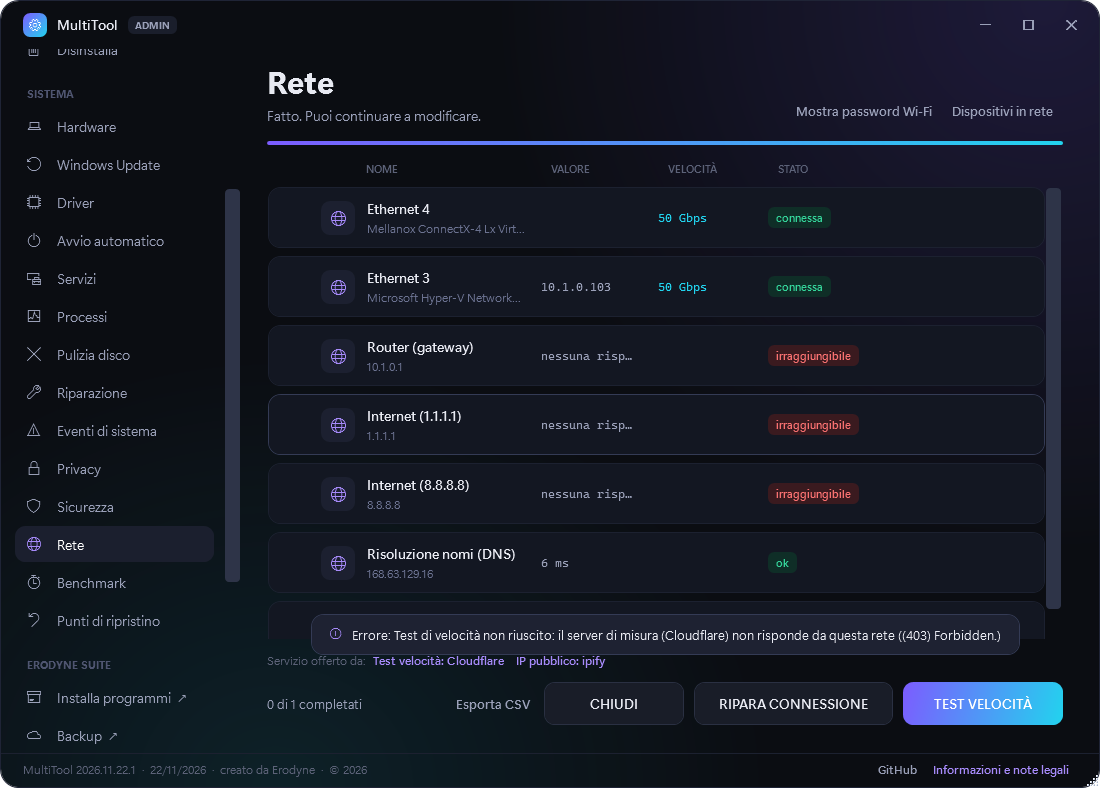 MultiTool ADMIN
Disinstalla
SISTEMA
Hardware
Windows Update
Driver
Avvio automatico
Servizi
Processi
Pulizia disco
Riparazione
Eventi di sistema
Privacy
Sicurezza
Rete
Benchmark
Punti di ripristino
ERODYNE SUITE
Installa programmi ↗
Backup ↗
Rete
Fatto. Puoi continuare a modificare.
Mostra password Wi-Fi Dispositivi in rete
NOME VALORE VELOCITÀ STATO
Ethernet 4
Mellanox ConnectX-4 Lx Virt...
50 Gbps connessa
Ethernet 3
Microsoft Hyper-V Network...
10.1.0.103 50 Gbps connessa
Router (gateway)
10.1.0.1
nessuna risp… irraggiungibile
Internet (1.1.1.1)
1.1.1.1
nessuna risp… irraggiungibile
Internet (8.8.8.8)
8.8.8.8
nessuna risp… irraggiungibile
Risoluzione nomi (DNS)
168.63.129.16
6 ms ok
Errore: Test di velocità non riuscito: il server di misura (Cloudflare) non risponde da questa rete ((403) Forbidden.)
Servizio offerto da: Test velocità: Cloudflare IP pubblico: ipify
0 di 1 completati Esporta CSV CHIUDI RIPARA CONNESSIONE TEST VELOCITÀ
MultiTool 2026.11.22.1 · 22/11/2026 · creato da Erodyne · © 2026
GitHub Informazioni e note legali